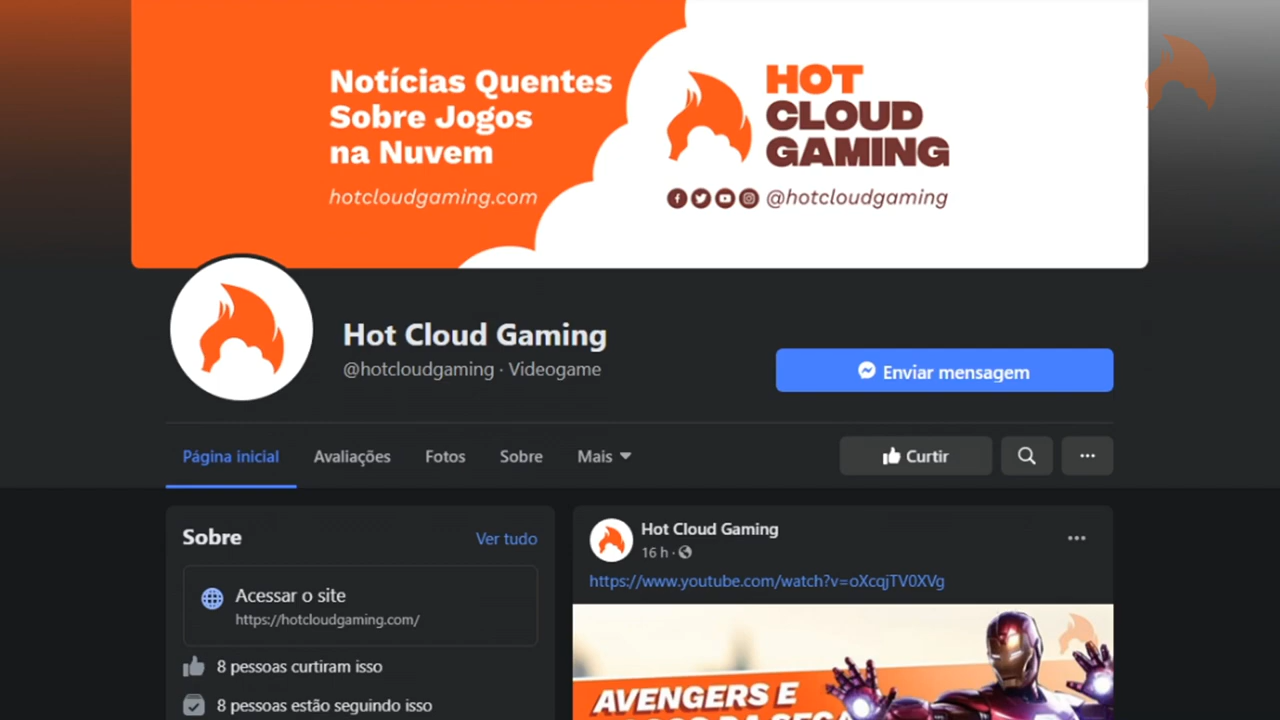 Notícias Quentes
Sobre Jogos
na Nuvem
hotcloudgaming.com
HOT
CLOUD
GAMING
@hotcloudgaming
Hot Cloud Gaming
@hotcloudgaming · Videogame
Enviar mensagem
Página inicial
Avaliações
Fotos
Sobre
Mais
Curtir
Sobre
Ver tudo
Acessar o site
https://hotcloudgaming.com/
8 pessoas curtiram isso
8 pessoas estão seguindo isso
Hot Cloud Gaming
16 h ·
https://www.youtube.com/watch?v=oXcqjTV0XVg
AVENGERS E